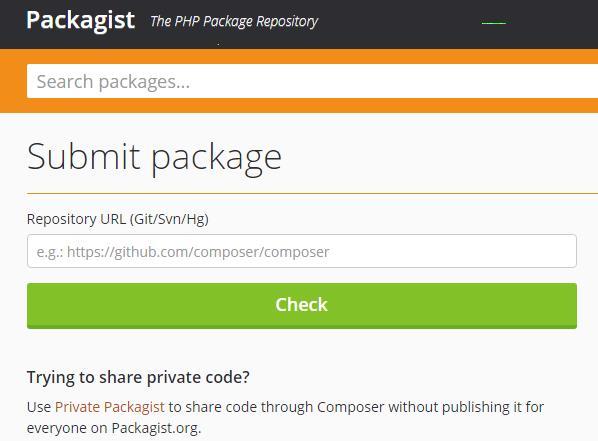 Packagist The PHP Package Repository
Search packages...
Submit package
Repository URL (Git/Svn/Hg)
e.g.: https://github.com/composer/composer
Check
Trying to share private code?
Use Private Packagist to share code through Composer without publishing it for
everyone on Packagist.org.